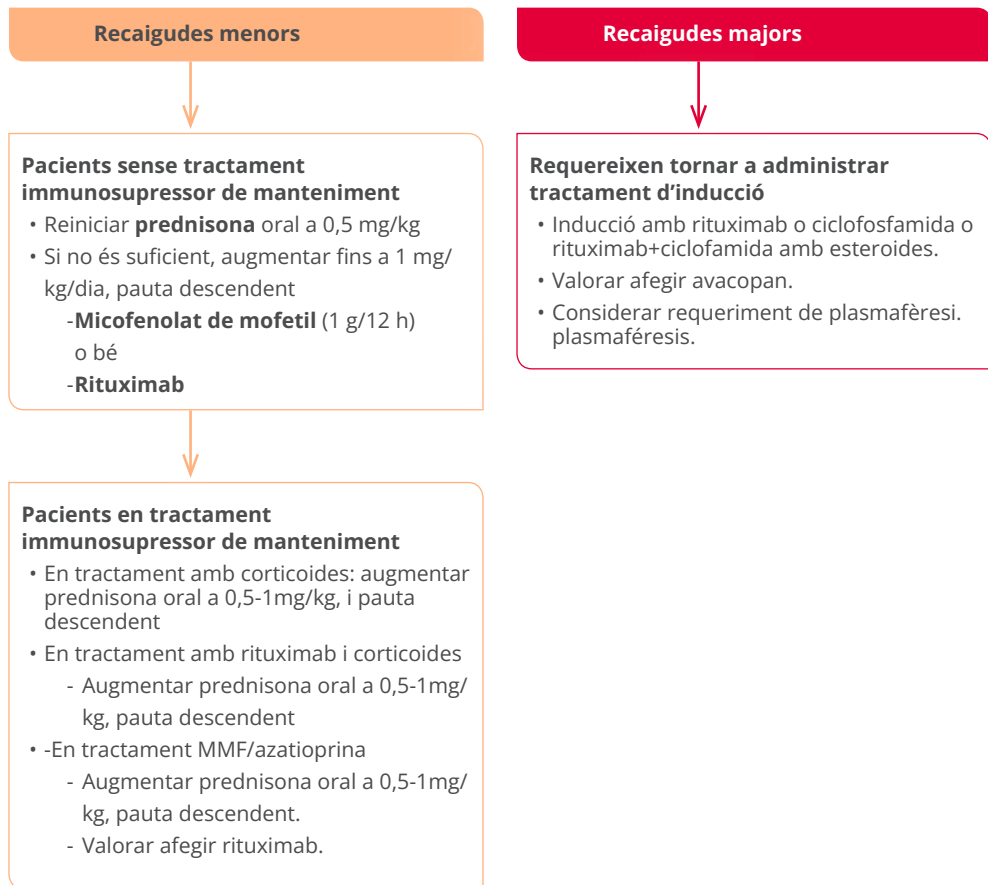 Recaigudes menors
Pacients sense tractament
immunosupressor de manteniment
• Reiniciar prednisona oral a 0,5 mg/kg
• Si no és suficient, augmentar fins a 1 mg/
kg/dia, pauta descendent
-Micofenolat de mofetil (1 g/12 h)
o bé
-Rituximab
Pacients en tractament
immunosupressor de manteniment
• En tractament amb corticoides: augmentar
prednisona oral a 0,5-1mg/kg, i pauta
descendent
• En tractament amb rituximab i corticoides
- Augmentar prednisona oral a 0,5-1mg/
kg, pauta descendent
• -En tractament MMF/azatioprina
- Augmentar prednisona oral a 0,5-1mg/
kg, pauta descendent.
- Valorar afegir rituximab.
Recaigudes majors
Requereixen tornar a administrar
tractament d’inducció
• Inducció amb rituximab o ciclofosfamida o
rituximab+ciclofamida amb esteroides.
• Valorar afegir avacopan.
• Considerar requeriment de plasmafèresi.
plasmaféresis.